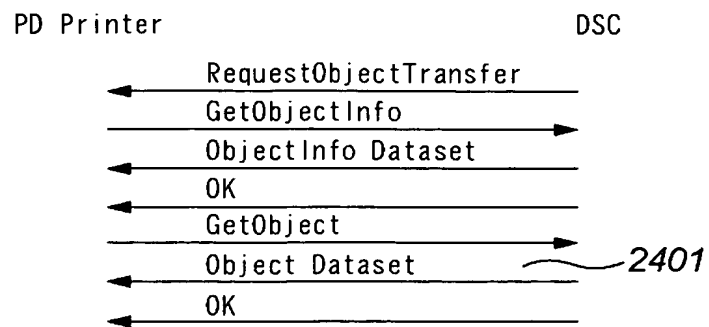 PD Printer DSC
RequestObjectTransfer
GetObjectInfo
ObjectInfo Dataset
OK
GetObject
Object Dataset 2401
OK